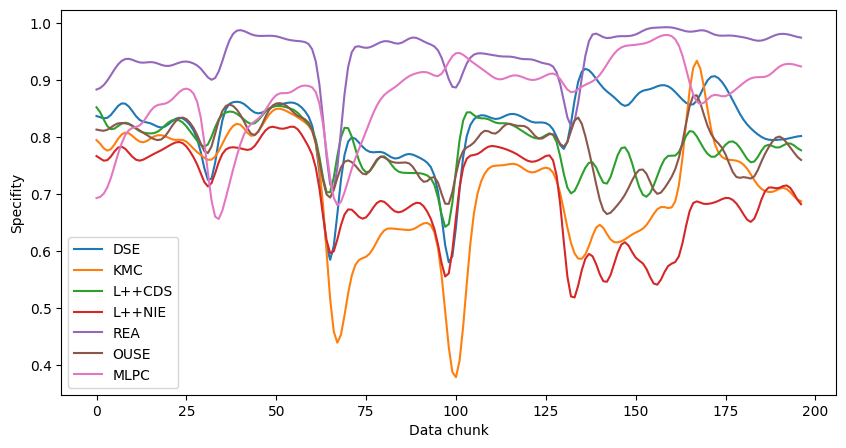 1.0
0.9
0.8
0.7
0.6
0.5
0.4
Specifity
DSE
KMC
L++CDS
L++NIE
REA
OUSE
MLPC
0 25 50 75 100 125 150 175 200
Data chunk